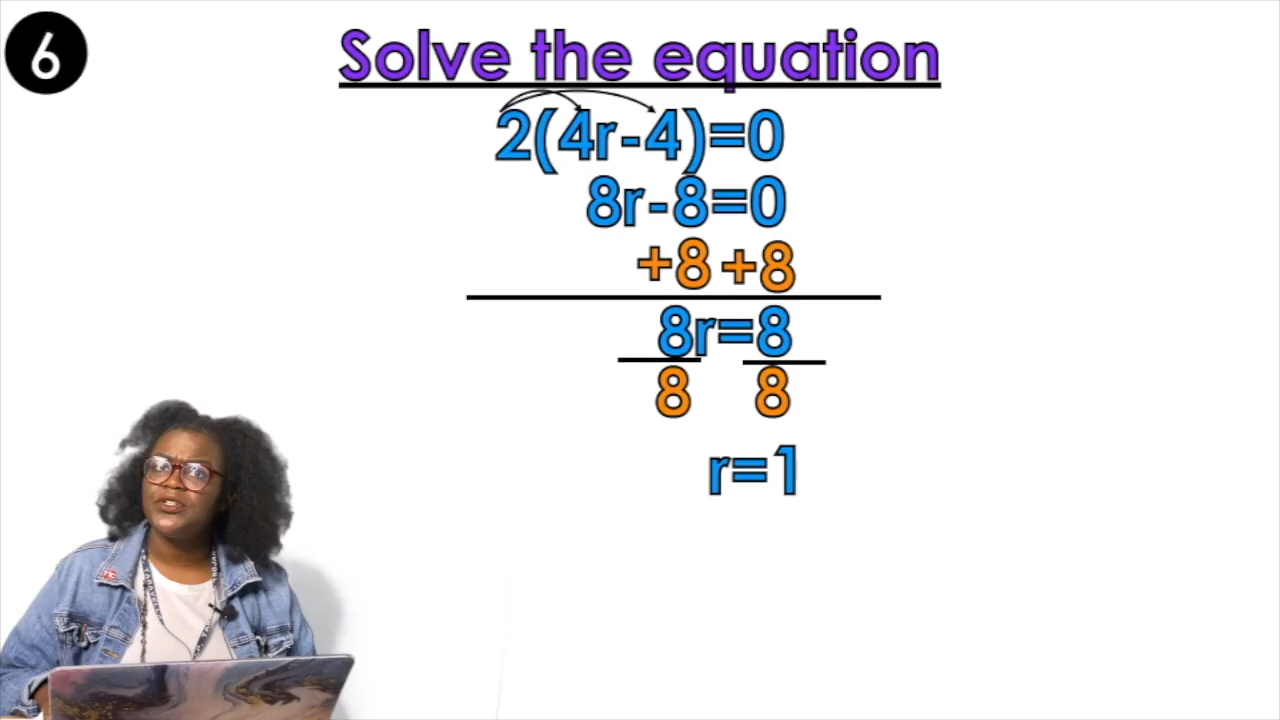 6
Solve the equation
2(4r-4)=0
8r-8=0
+8 +8
8r=8
8 8
r=1